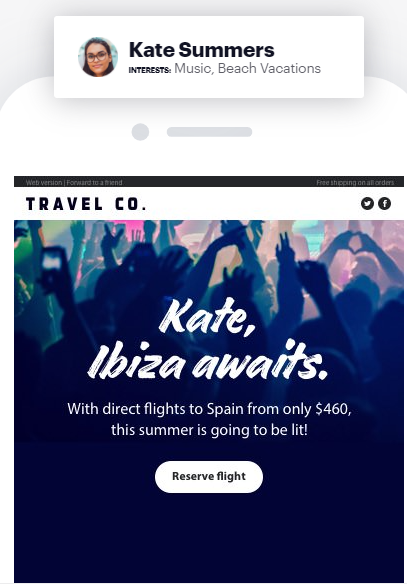 Kate Summers
INTERESTS: Music, Beach Vacations
Web version | Forward to a friend
Free shipping on all orders
TRAVEL CO.
Kate,
Ibiza awaits.
With direct flights to Spain from only $460,
this summer is going to be lit!
Reserve flight